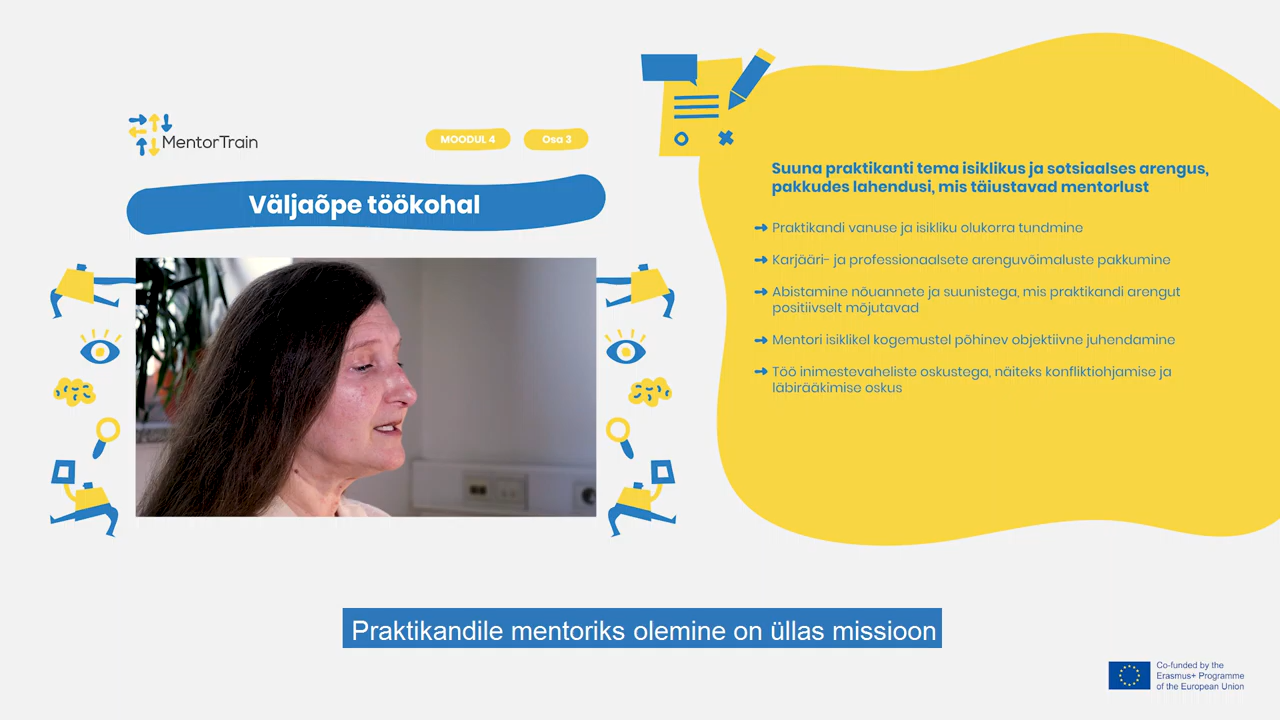 MentorTrain
MOODUL 4
Osa 3
Väljaõpe töökohal
Suuna praktikanti tema isiklikus ja sotsiaalses arengus,
pakkudes lahendusi, mis täiustavad mentorlust
Praktikandi vanuse ja isikliku olukorra tundmine
Karjääri- ja professionaalsete arenguvõimaluste pakkumine
Abistamine nõuannete ja suunistega, mis praktikandi arengut
positiivselt mõjutavad
Mentori isiklikel kogemustel põhinev objektiivne juhendamine
Töö inimestevaheliste oskustega, näiteks konfliktiohjamise ja
läbirääkimise oskus
Praktikandile mentoriks olemine on üllas missioon
Co-funded by the
Erasmus+ Programme
of the European Union